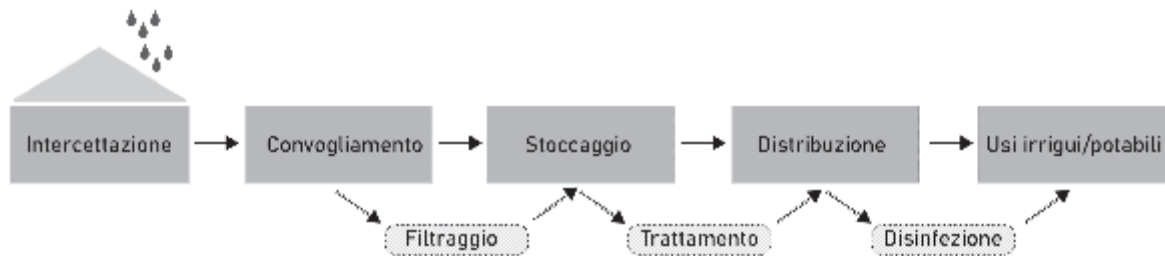 Intercettazione
Convogliamento
Stoccaggio
Distribuzione
Usi irrigui/potabili
Filtraggio
Trattamento
Disinfezione